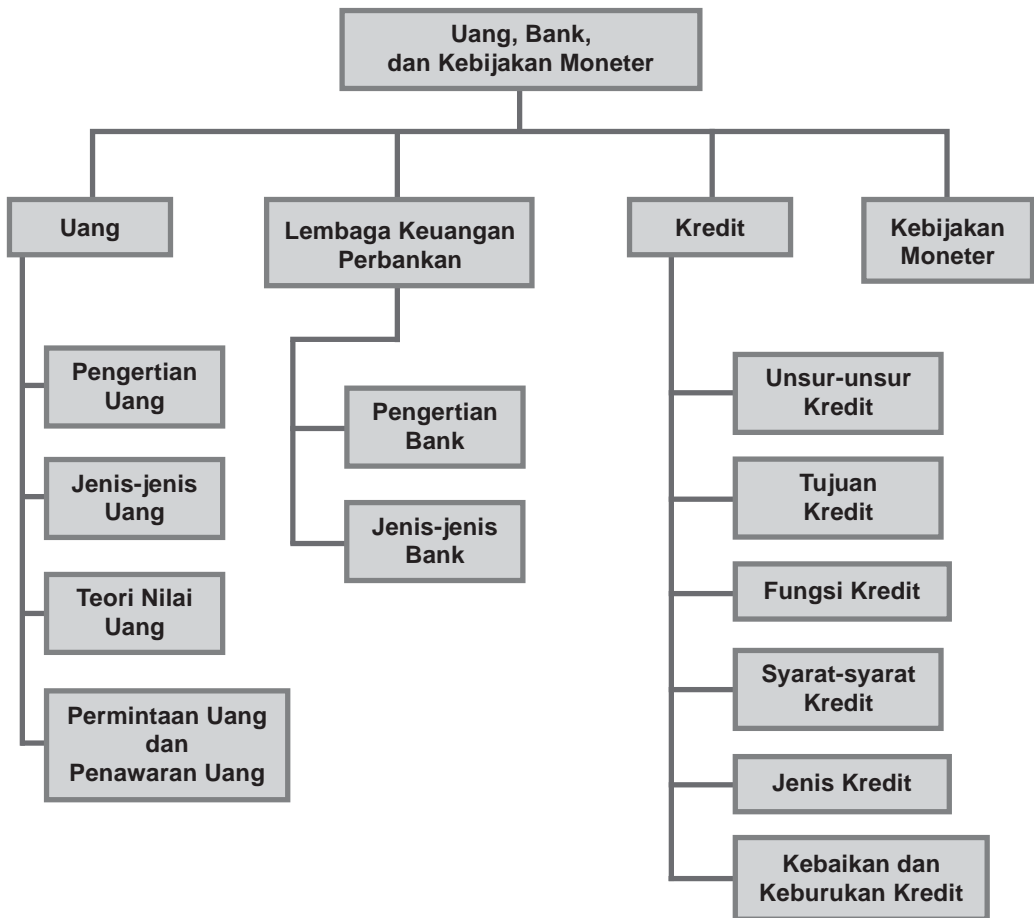 Uang, Bank,
dan Kebijakan Moneter
Uang
Lembaga Keuangan
Perbankan
Kredit
Kebijakan
Moneter
Pengertian
Uang
Jenis-jenis
Uang
Teori Nilai
Uang
Permintaan Uang
dan
Penawaran Uang
Pengertian
Bank
Jenis-jenis
Bank
Unsur-unsur
Kredit
Tujuan
Kredit
Fungsi Kredit
Syarat-syarat
Kredit
Jenis Kredit
Kebaikan dan
Keburukan Kredit